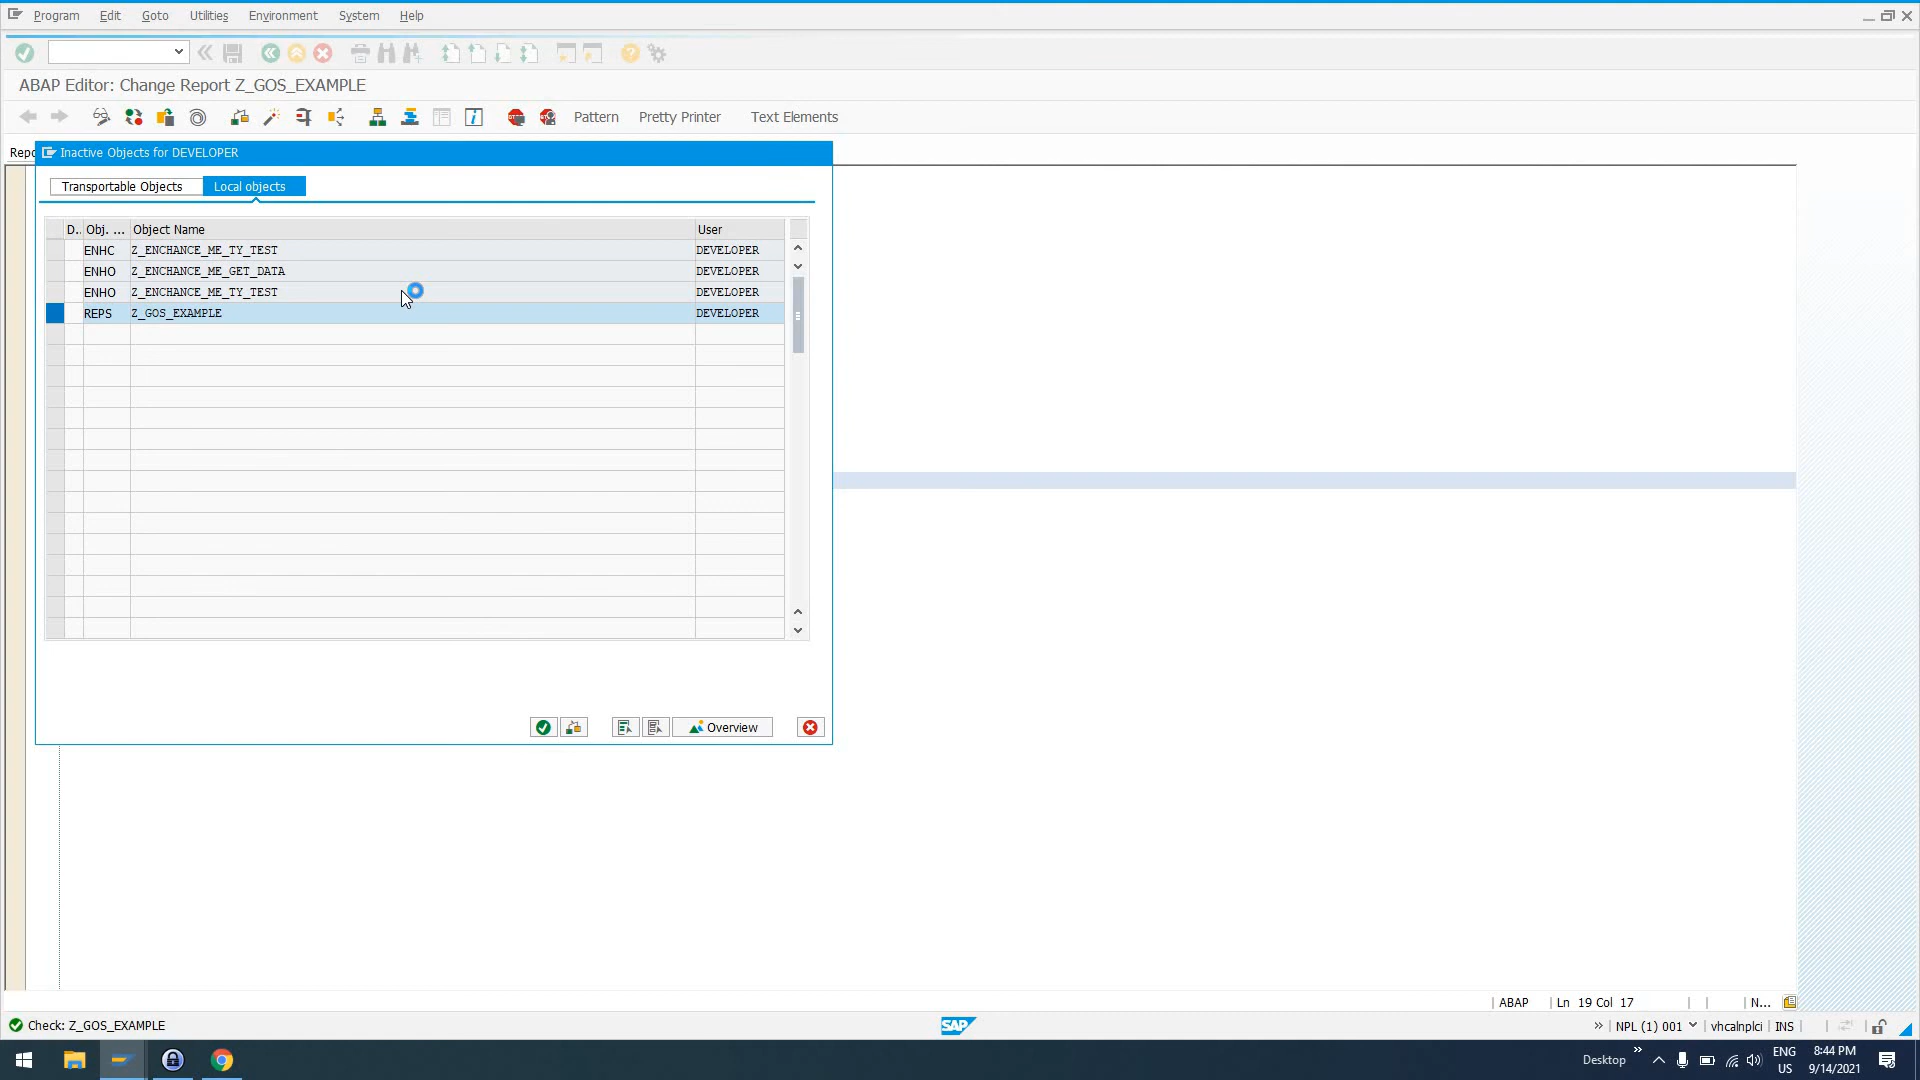 Program Edit Goto Utilities Environment System Help
ABAP Editor: Change Report Z_GOS_EXAMPLE
Pattern Pretty Printer Text Elements
Repo
Inactive Objects for DEVELOPER
Transportable Objects Local objects
D.. Obj. ... Object Name User
ENHC Z_ENCHANCE_ME_TY_TEST DEVELOPER
ENHO Z_ENCHANCE_ME_GET_DATA DEVELOPER
ENHO Z_ENCHANCE_ME_TY_TEST DEVELOPER
REPS Z_GOS_EXAMPLE DEVELOPER
Overview
ABAP Ln 19 Col 17 N...
Check: Z_GOS_EXAMPLE
SAP
» NPL (1) 001 vhcalnplci INS
Desktop » ENG 8:44 PM
US 9/14/2021